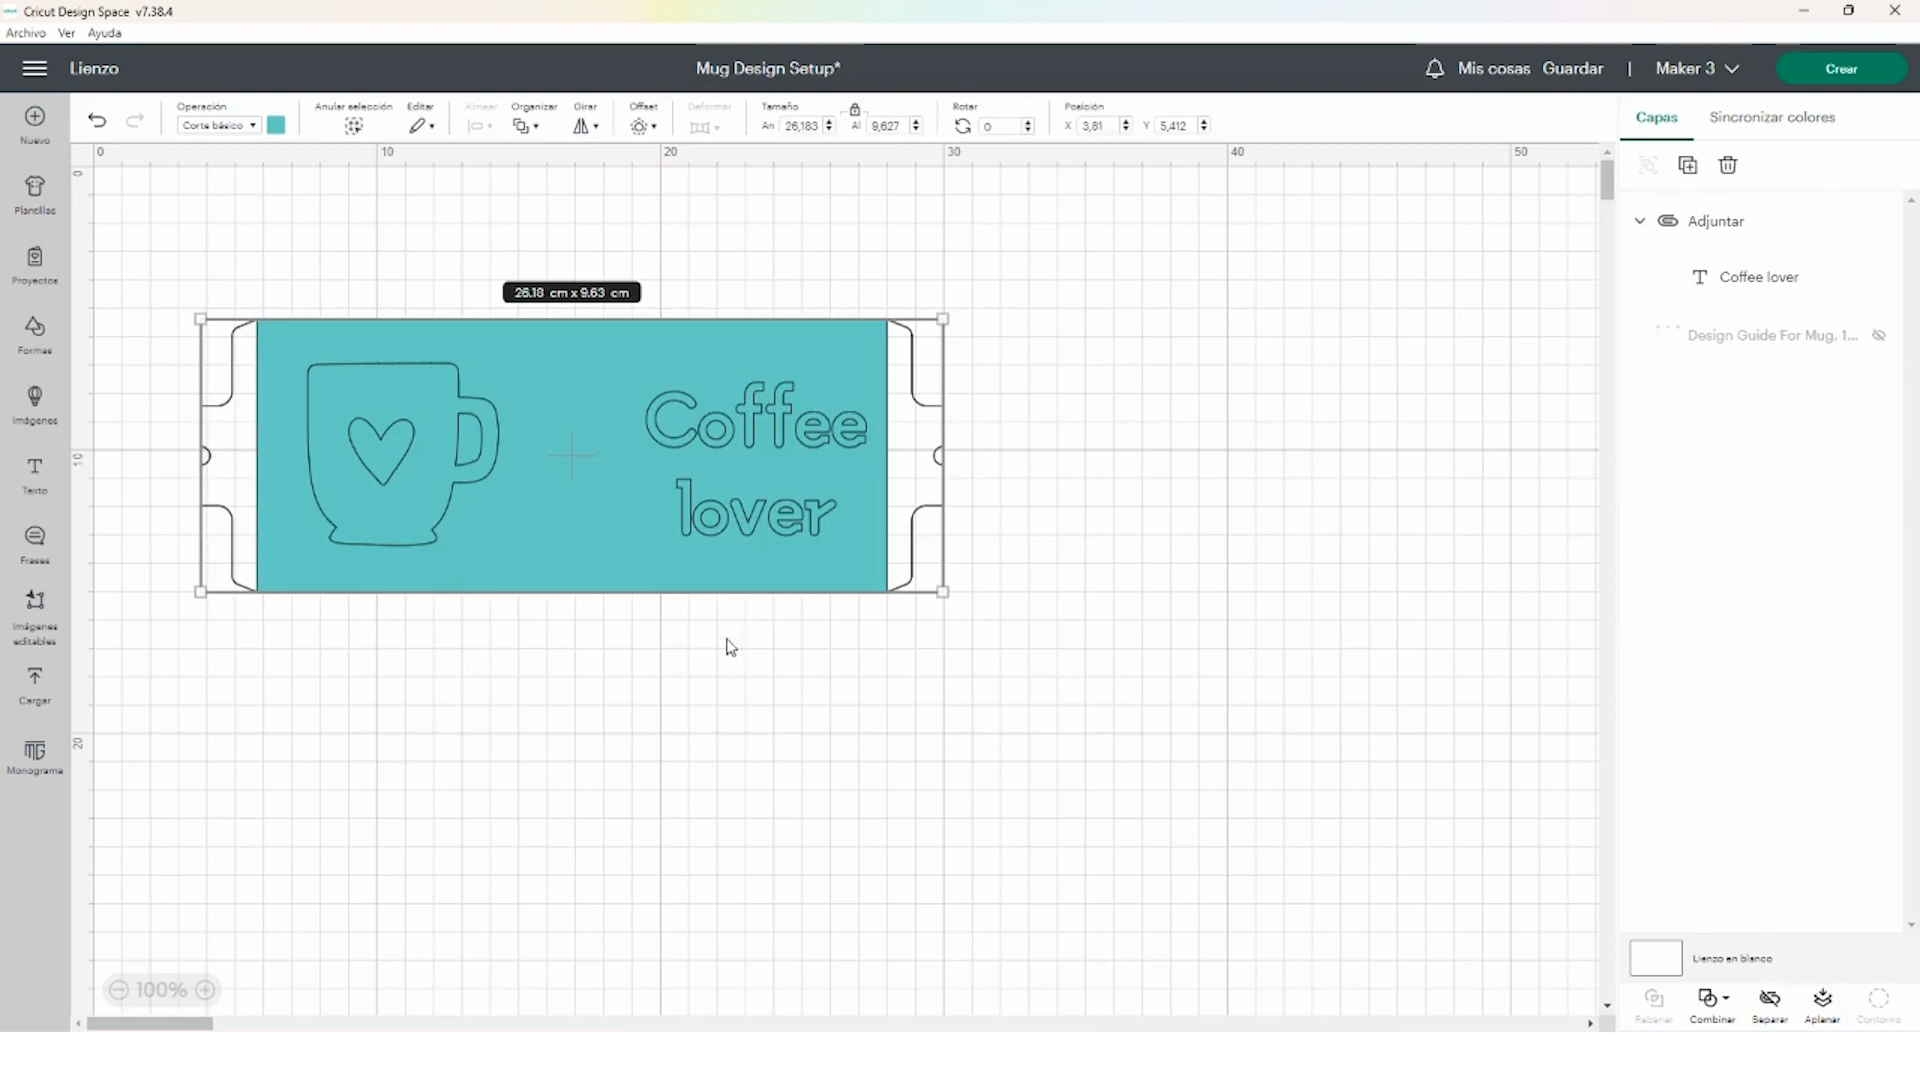 Cricut Design Space v7.38.4
Archivo Ver Ayuda
Lienzo
Mug Design Setup*
Mis cosas Guardar | Maker 3
Crear
Operación
Corte básico
Anular selección
Editar
Alinear
Organizar
Girar
Offset
Deformar
Tamaño
An 26,183
Al 9,627
Rotar
0
Posición
X 3,81
Y 5,412
Capas
Sincronizar colores
Nuevo
Plantillas
Proyectos
Formas
Imágenes
Texto
Frases
Imágenes
editables
Cargar
MG
Monograma
0 10 20 30 40 50
0
10
20
26.18 cm x 9.63 cm
Coffee
lover
100%
Adjuntar
Coffee lover
Design Guide For Mug, 1...
Lienzo en blanco
Rebanar
Combinar
Separar
Aplanar
Contorno